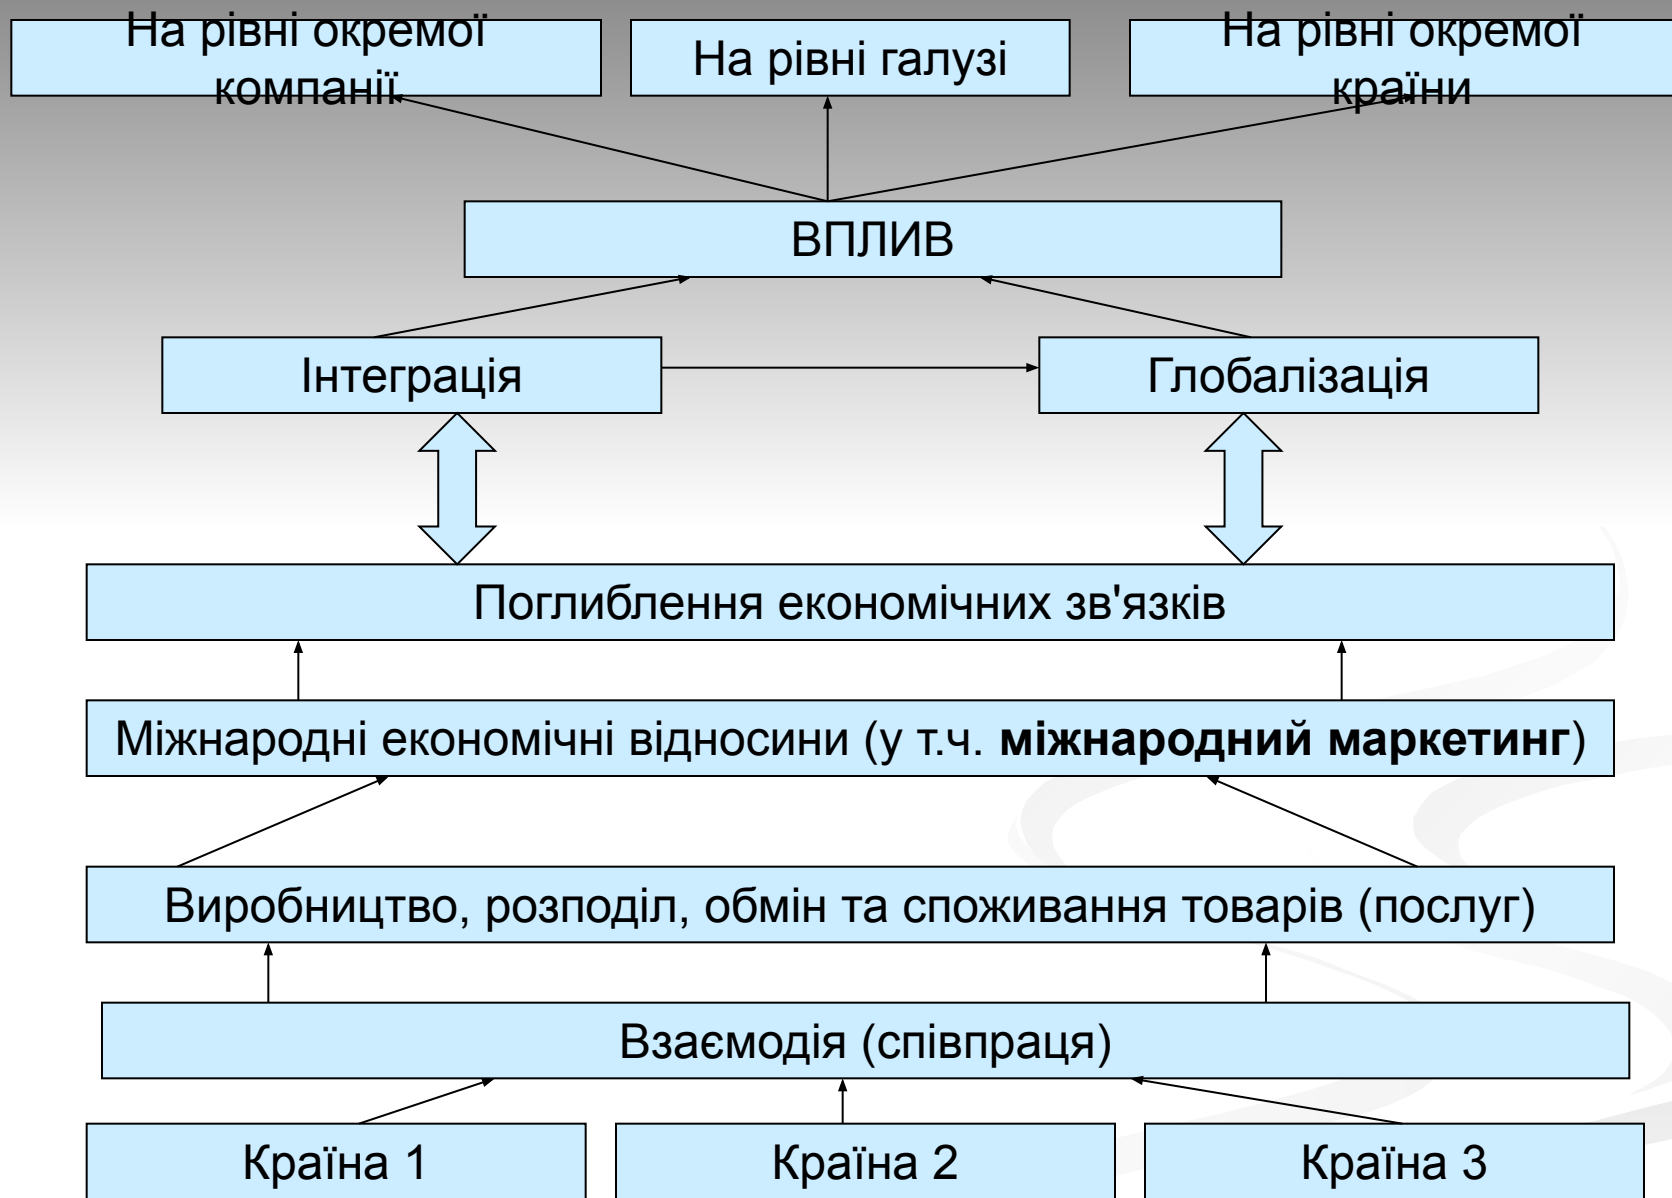 На рівні окремої
компанії
На рівні галузі
На рівні окремої
країни
ВПЛИВ
Інтеграція
Глобалізація
Поглиблення економічних зв'язків
Міжнародні економічні відносини (у т.ч. міжнародний маркетинг)
Виробництво, розподіл, обмін та споживання товарів (послуг)
Взаємодія (співпраця)
Країна 1
Країна 2
Країна 3